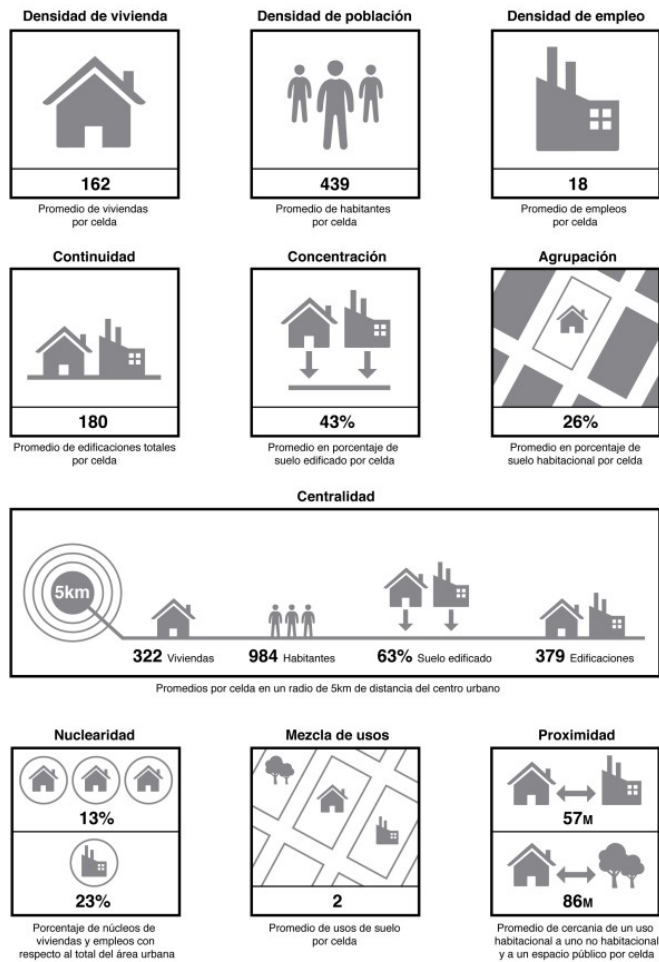 Densidad de vivienda
162
Promedio de viviendas
por celda
Densidad de población
439
Promedio de habitantes
por celda
Densidad de empleo
18
Promedio de empleos
por celda
Continuidad
180
Promedio de edificaciones totales
por celda
Concentración
43%
Promedio en porcentaje de
suelo edificado por celda
Agrupación
26%
Promedio en porcentaje de
suelo habitacional por celda
Centralidad
5km
322 Viviendas
984 Habitantes
63% Suelo edificado
379 Edificaciones
Promedios por celda en un radio de 5km de distancia del centro urbano
Nuclearidad
13%
23%
Porcentaje de núcleos de
viviendas y empleos con
respecto al total del área urbana
Mezcla de usos
2
Promedio de usos de suelo
por celda
Proximidad
57M
86M
Promedio de cercania de un uso
habitacional a uno no habitacional
y a un espacio público por celda